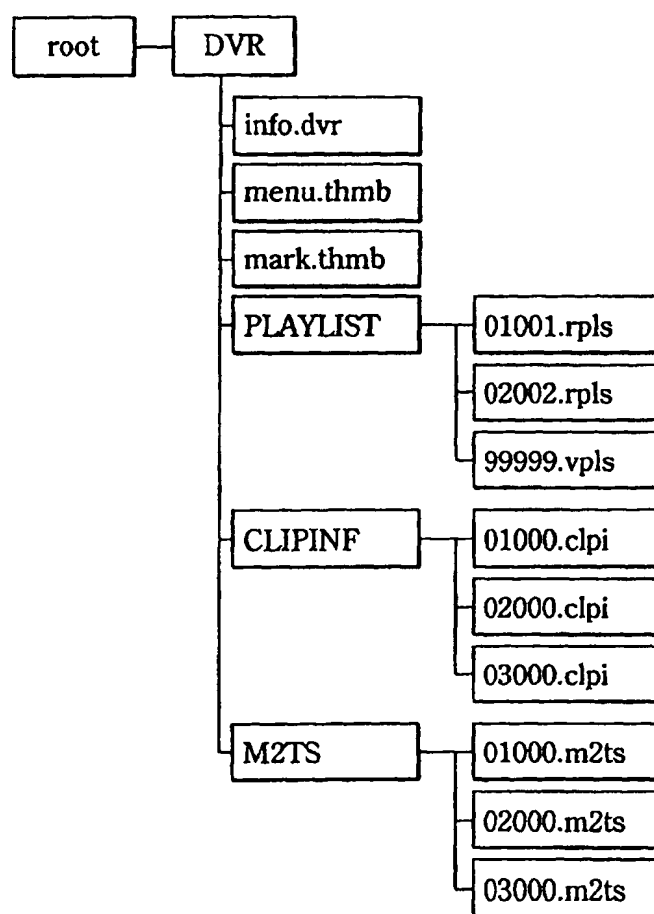 root
DVR
info.dvr
menu.thmb
mark.thmb
PLAYLIST
01001.rpls
02002.rpls
99999.vpls
CLIPINF
01000.clpi
02000.clpi
03000.clpi
M2TS
01000.m2ts
02000.m2ts
03000.m2ts